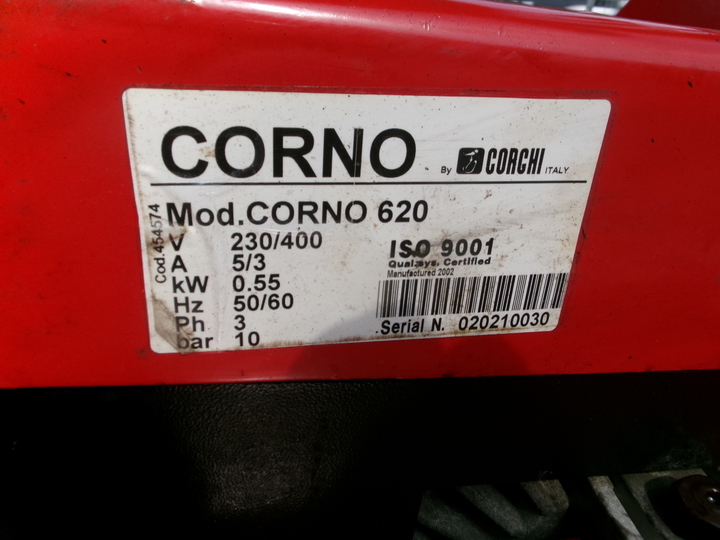 CORNO
By CORGHI ITALY
Mod.CORNO 620
Cod.454574
V 230/400
A 5/3
kW 0.55
Hz 50/60
Ph 3
bar 10
ISO 9001
Qual.sys. Certified
Manufactured 2002
Serial N. 020210030